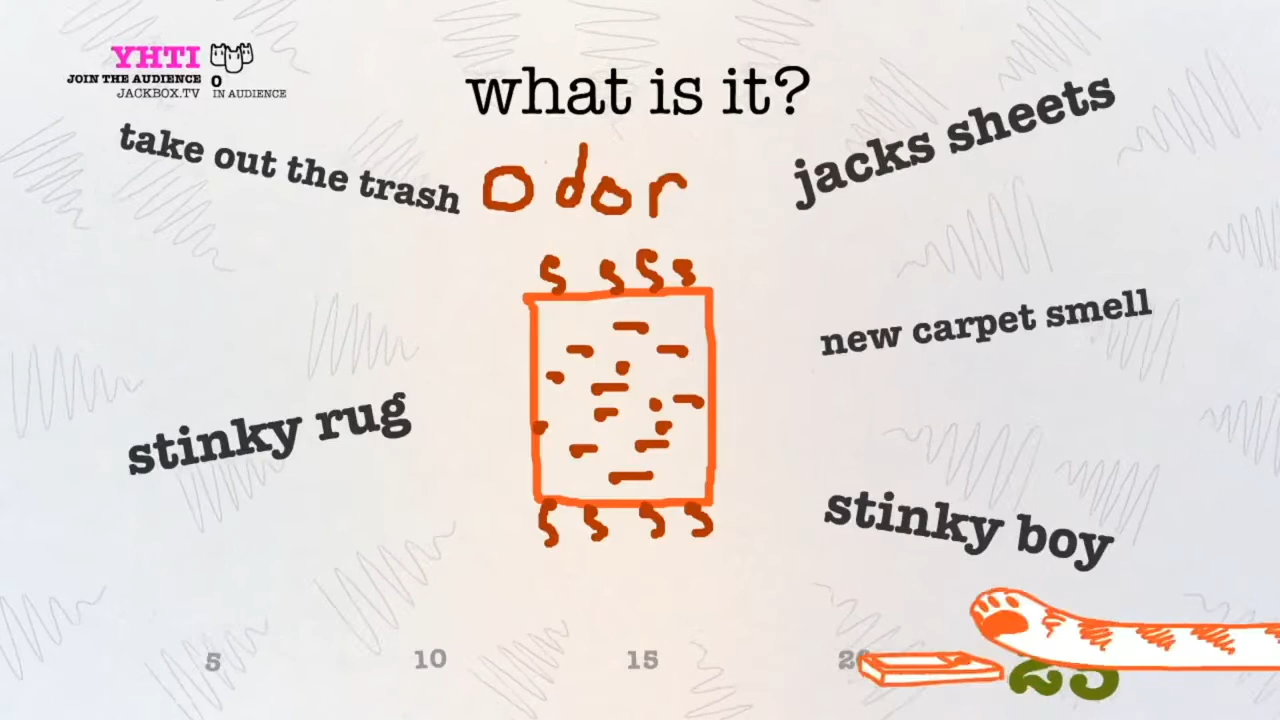 YHTI
JOIN THE AUDIENCE
JACKBOX.TV
0
IN AUDIENCE
what is it?
take out the trash
odor
jacks sheets
new carpet smell
stinky rug
stinky boy
5
10
15